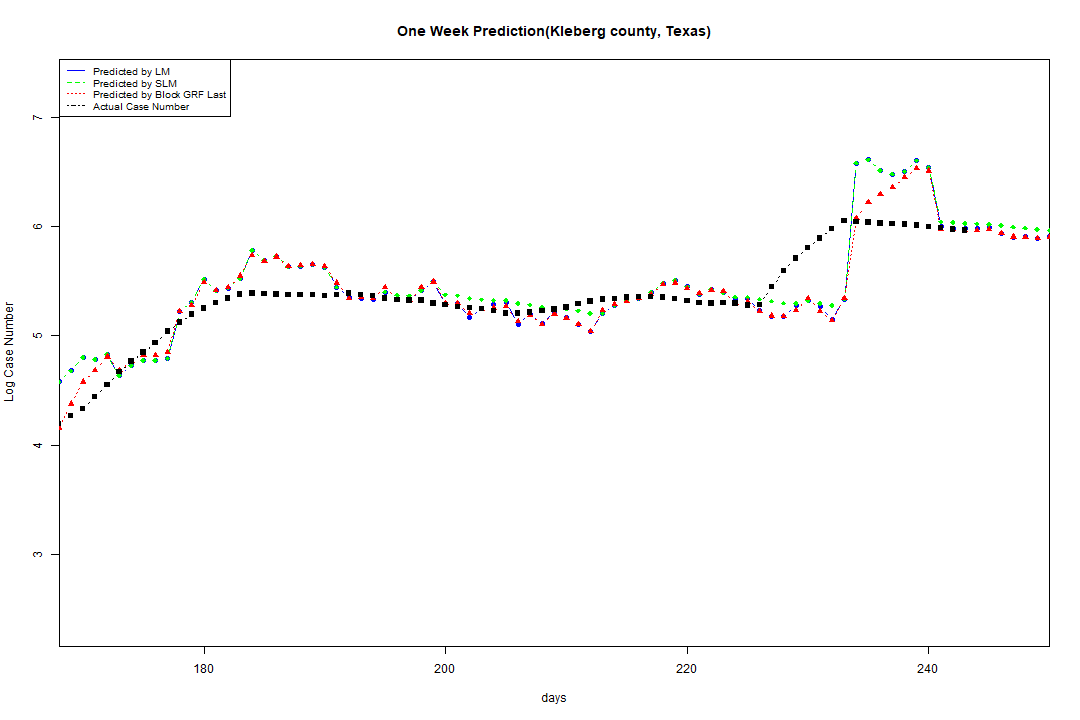 One Week Prediction(Kleberg county, Texas)
Predicted by LM
Predicted by SLM
Predicted by Block GRF Last
Actual Case Number
7
6
5
4
3
Log Case Number
180 200 220 240
days